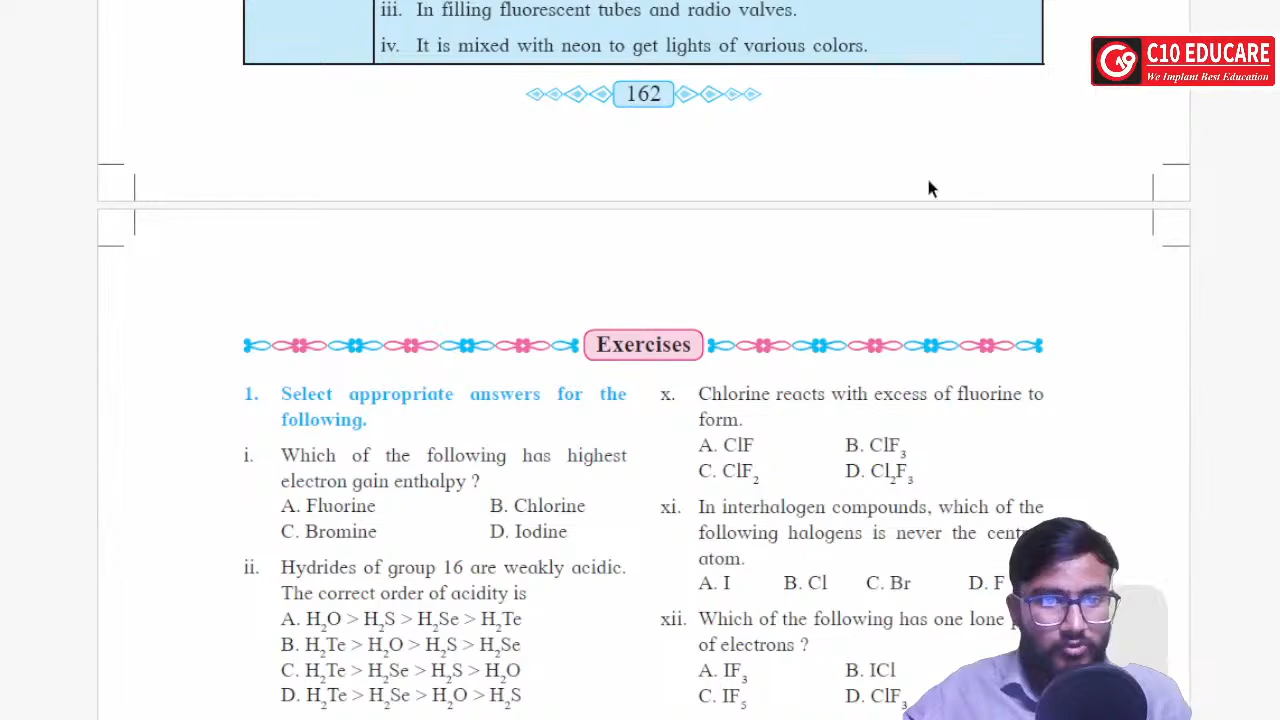 iii. In filling fluorescent tubes and radio valves.
iv. It is mixed with neon to get lights of various colors.
C10 EDUCARE
We Implant Best Education
162
Exercises
1. Select appropriate answers for the
following.
i. Which of the following has highest
electron gain enthalpy ?
A. Fluorine B. Chlorine
C. Bromine D. Iodine
ii. Hydrides of group 16 are weakly acidic.
The correct order of acidity is
A. H₂O > H₂S > H₂Se > H₂Te
B. H₂Te > H₂O > H₂S > H₂Se
C. H₂Te > H₂Se > H₂S > H₂O
D. H₂Te > H₂Se > H₂O > H₂S
x. Chlorine reacts with excess of fluorine to
form.
A. ClF B. ClF₃
C. ClF₂ D. Cl₂F₃
xi. In interhalogen compounds, which of the
following halogens is never the
atom.
A. I B. Cl C. Br D. F
xii. Which of the following has one lone
of electrons ?
A. IF₃ B. ICl
C. IF₅ D. ClF₃